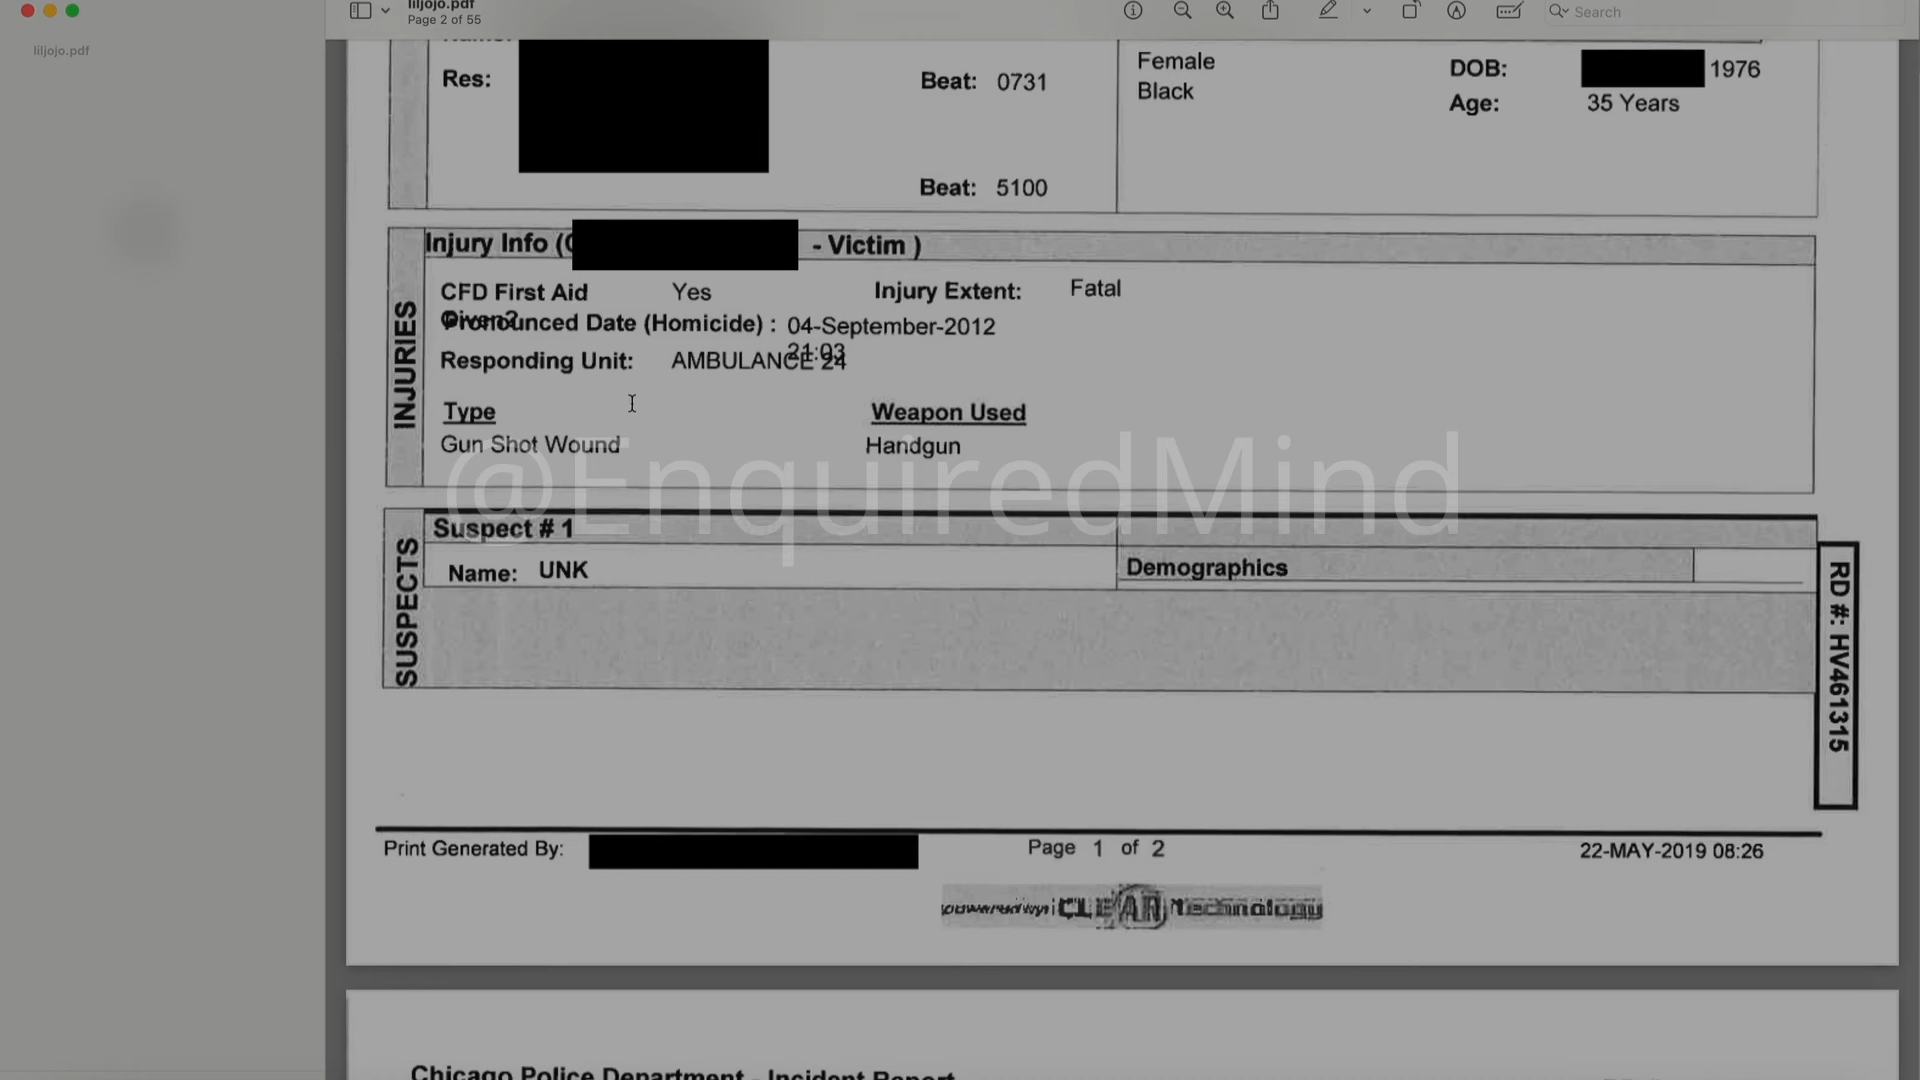 liljojo.pdf
Page 2 of 55
Search
liljojo.pdf
Res:
Beat: 0731
Female
Black
DOB: 1976
Age: 35 Years
Beat: 5100
Injury Info ( - Victim )
INJURIES
CFD First Aid Given? Yes
Injury Extent: Fatal
Pronounced Date (Homicide) : 04-September-2012 21:03
Responding Unit: AMBULANCE 24
Type
Weapon Used
Gun Shot Wound
Handgun
@EnquiredMind
SUSPECTS
Suspect # 1
Name: UNK
Demographics
RD #: HV461315
Print Generated By:
Page 1 of 2
22-MAY-2019 08:26
powered by: CLEAR Technology
Chicago Police Department - Incident Report